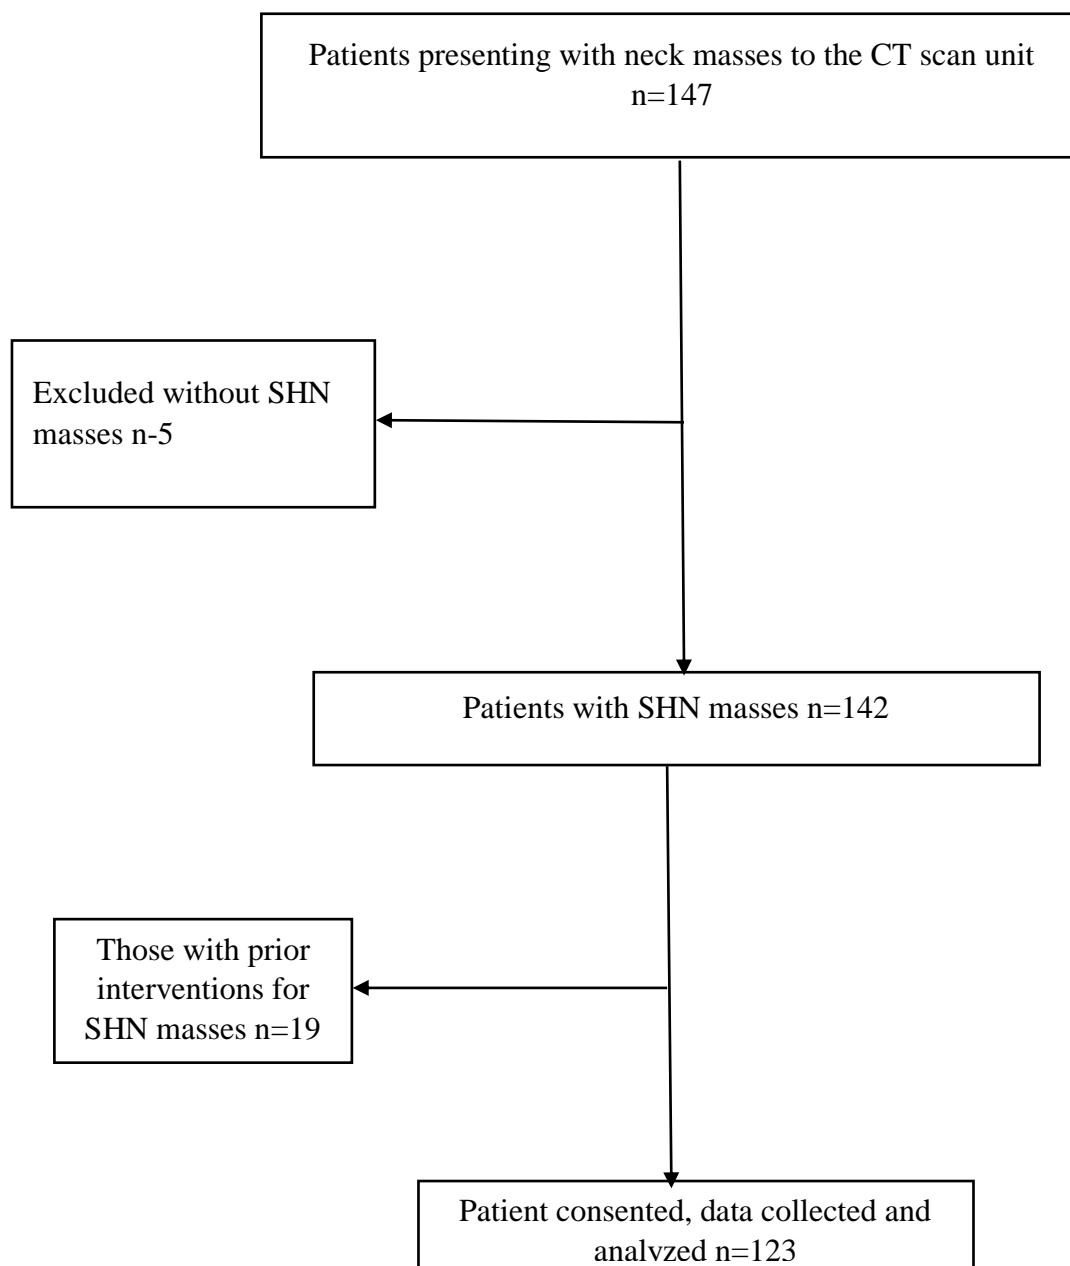 Patients presenting with neck masses to the CT scan unit
n=147
Excluded without SHN
masses n-5
Patients with SHN masses n=142
Those with prior
interventions for
SHN masses n=19
Patient consented, data collected and
analyzed n=123